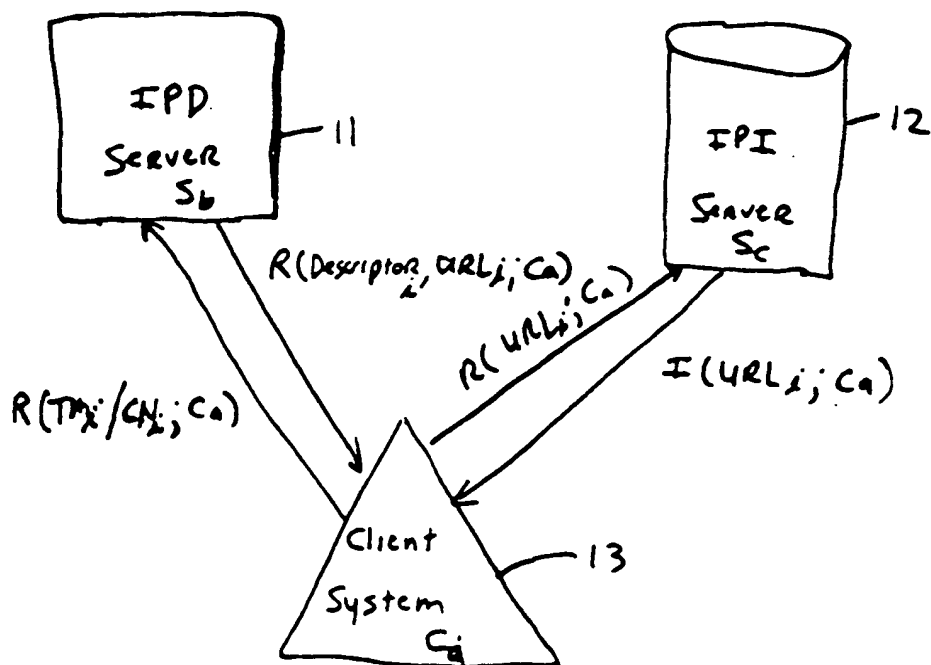 IPD
Server
Sb
11
IPI
Server
Sc
12
R(Descriptori, URLi; Ca)
R(URLi; Ca)
I(URLi; Ca)
R(TMi/CNi; Ca)
Client
System
Ca
13